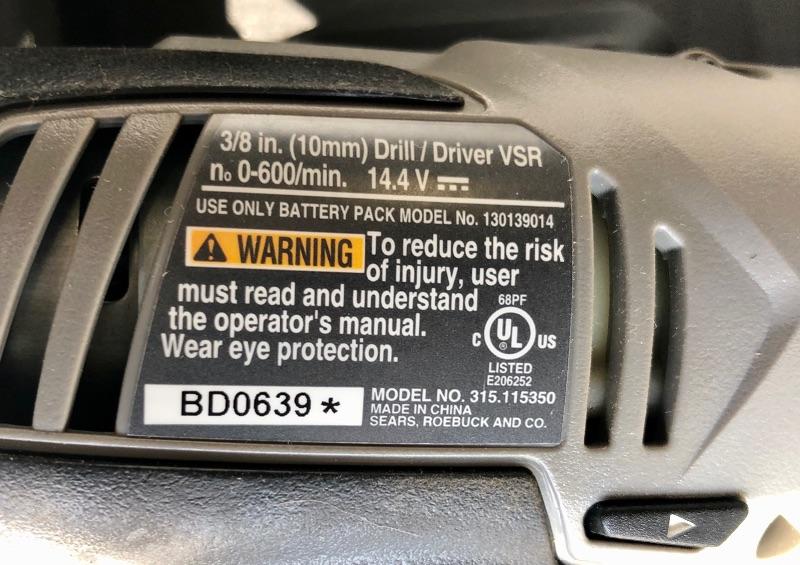 3/8 in. (10mm) Drill / Driver VSR
n₀ 0-600/min. 14.4 V ⎓
USE ONLY BATTERY PACK MODEL No. 130139014
⚠ WARNING To reduce the risk
of injury, user
must read and understand
the operator's manual.
Wear eye protection.
68PF
C UL ® US
LISTED
E206252
BD0639 *
MODEL NO. 315.115350
MADE IN CHINA
SEARS, ROEBUCK AND CO.